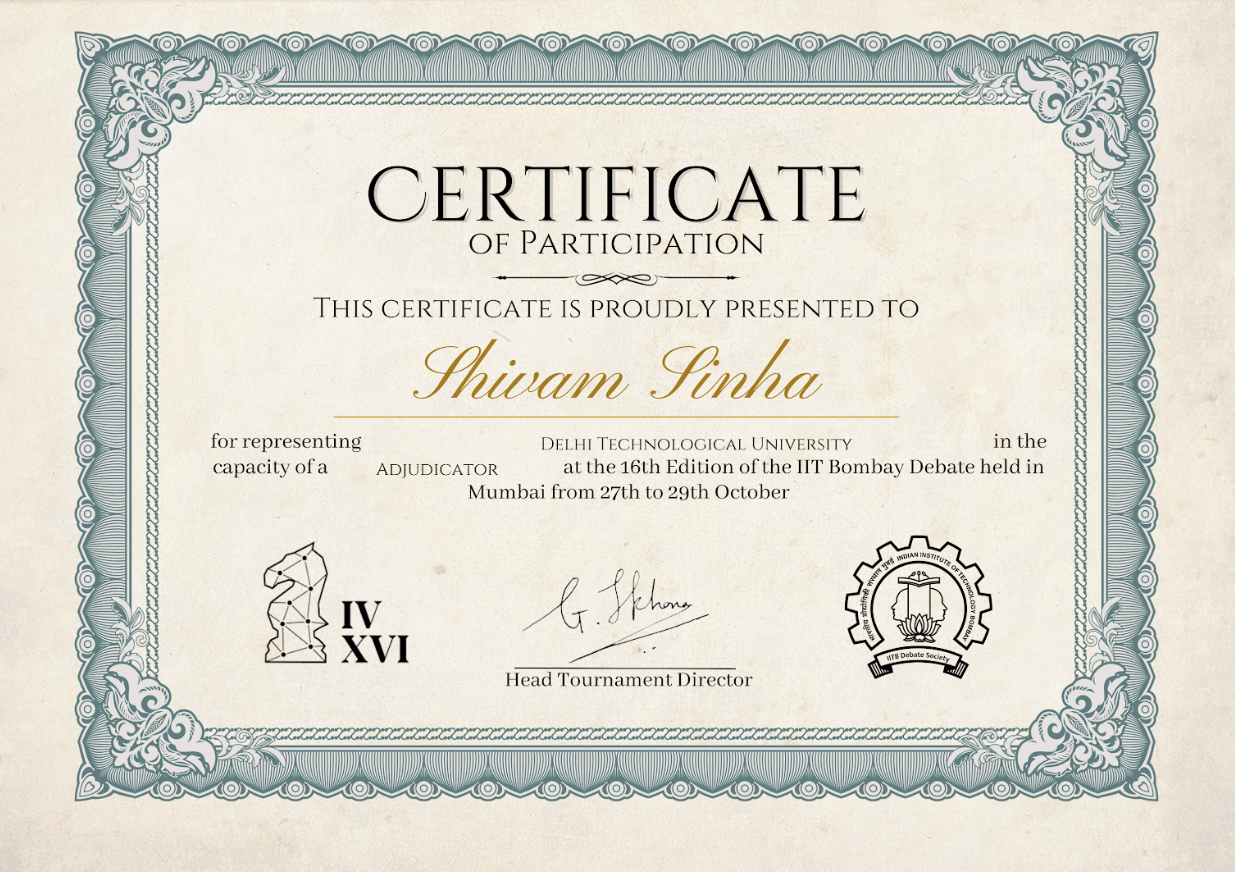 CERTIFICATE
OF PARTICIPATION
THIS CERTIFICATE IS PROUDLY PRESENTED TO
Shivam Sinha
for representing DELHI TECHNOLOGICAL UNIVERSITY in the
capacity of a ADJUDICATOR at the 16th Edition of the IIT Bombay Debate held in
Mumbai from 27th to 29th October
IV
XVI
Head Tournament Director
भारतीय प्रौद्योगिकी संस्थान मुंबई INDIAN INSTITUTE OF TECHNOLOGY BOMBAY
IITB Debate Society